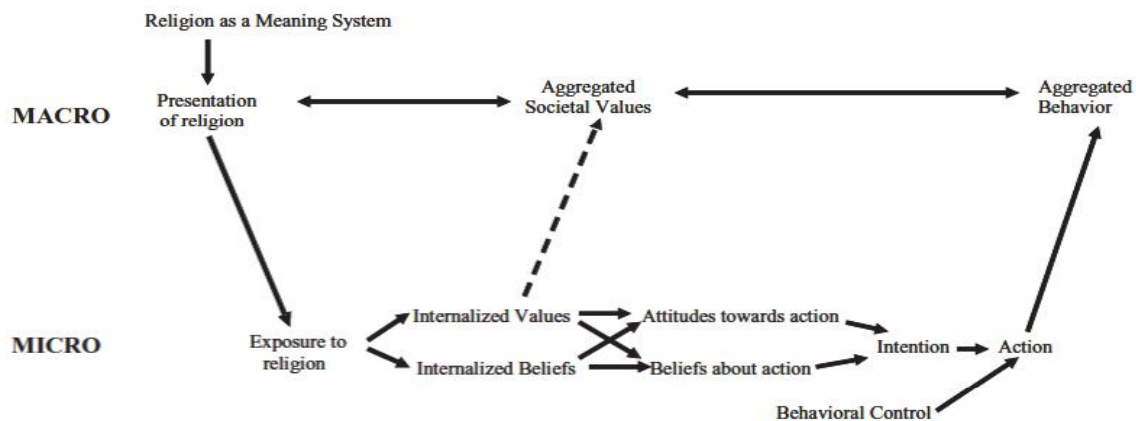 Religion as a Meaning System
MACRO
Presentation
of religion
Aggregated
Societal Values
Aggregated
Behavior
MICRO
Exposure to
religion
Internalized Values
Internalized Beliefs
Attitudes towards action
Beliefs about action
Intention
Action
Behavioral Control